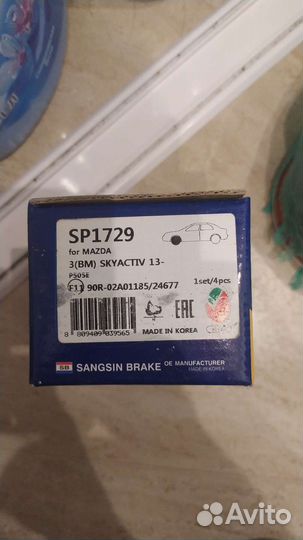 SP1729
for MAZDA
3(BM) SKYACTIV 13-
P505E
E11 90R-02A01185/24677
1set/4pcs
8 809409 039565
EAC
MADE IN KOREA
SB SANGSIN BRAKE OE MANUFACTURER
MADE IN KOREA
Avito